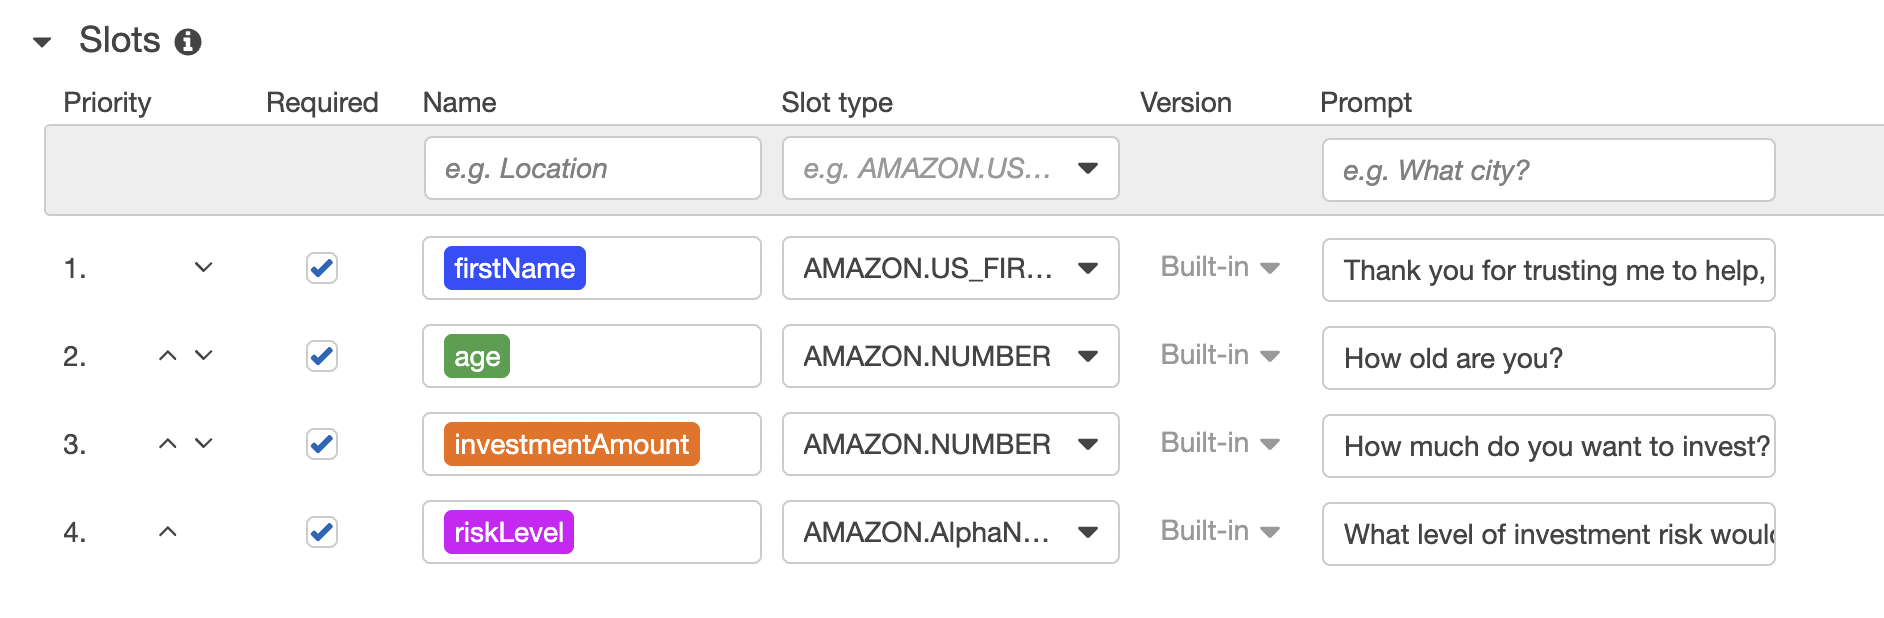 Slots
Priority Required Name Slot type Version Prompt
e.g. Location e.g. AMAZON.US... e.g. What city?
1. firstName AMAZON.US_FIR... Built-in Thank you for trusting me to help,
2. age AMAZON.NUMBER Built-in How old are you?
3. investmentAmount AMAZON.NUMBER Built-in How much do you want to invest?
4. riskLevel AMAZON.AlphaN... Built-in What level of investment risk